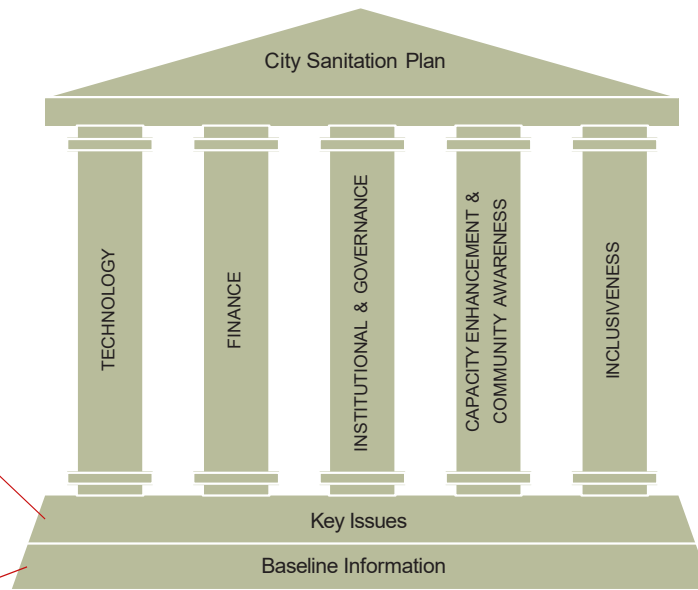 City Sanitation Plan
TECHNOLOGY
FINANCE
INSTITUTIONAL & GOVERNANCE
CAPACITY ENHANCEMENT &
COMMUNITY AWARENESS
INCLUSIVENESS
Key Issues
Baseline Information